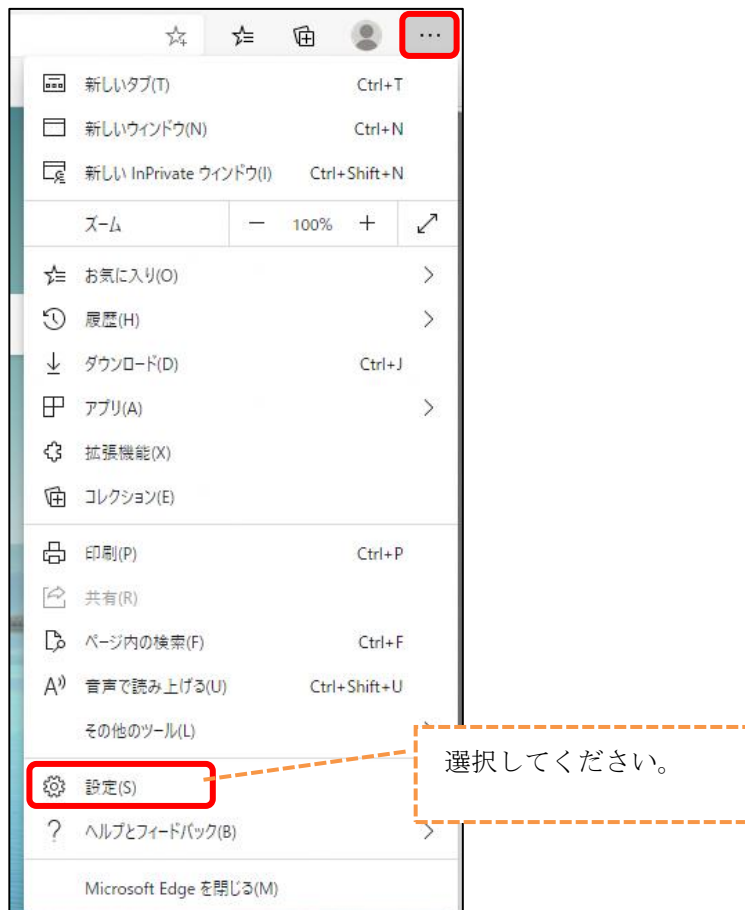 新しいタブ(T) Ctrl+T
新しいウィンドウ(N) Ctrl+N
新しい InPrivate ウィンドウ(I) Ctrl+Shift+N
ズーム − 100% +
お気に入り(O)
履歴(H)
ダウンロード(D) Ctrl+J
アプリ(A)
拡張機能(X)
コレクション(E)
印刷(P) Ctrl+P
共有(R)
ページ内の検索(F) Ctrl+F
音声で読み上げる(U) Ctrl+Shift+U
その他のツール(L)
選択してください。
設定(S)
ヘルプとフィードバック(B)
Microsoft Edge を閉じる(M)